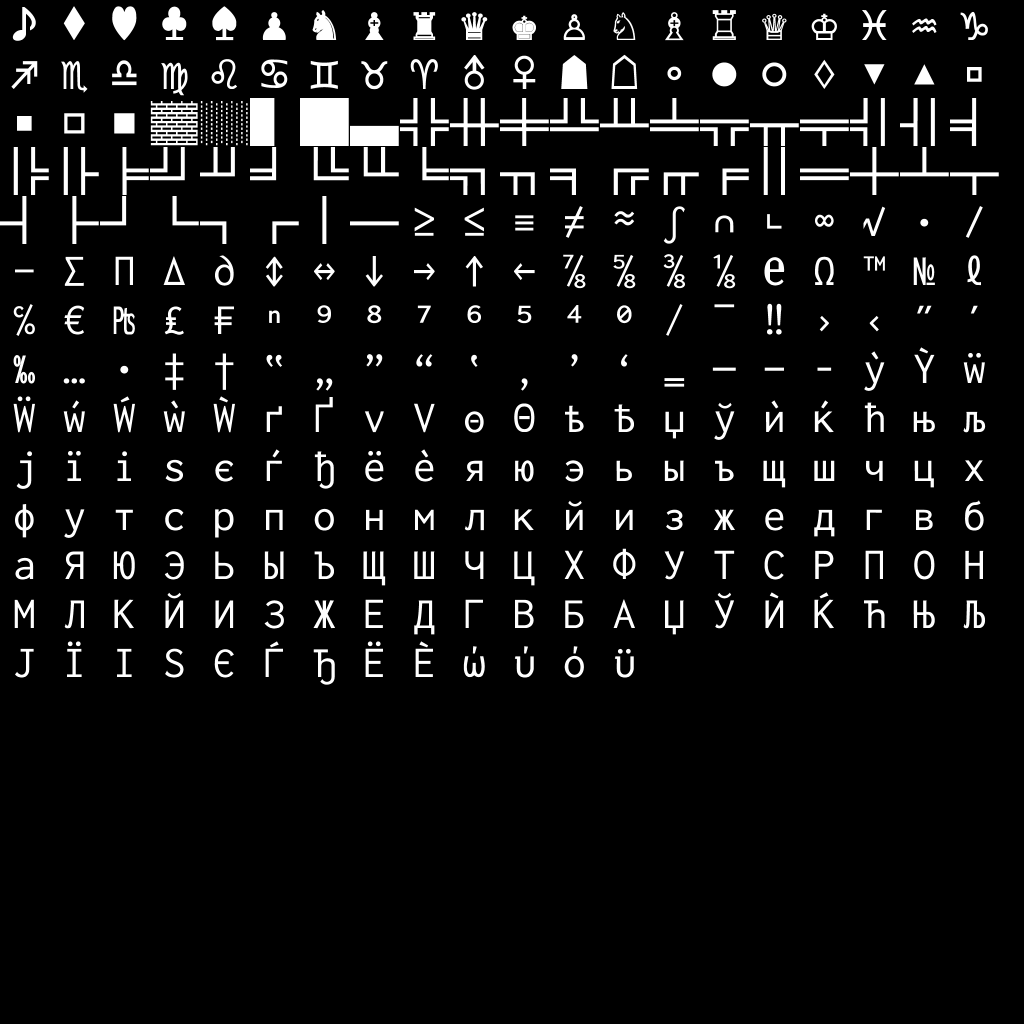 ♪ ♦ ♥ ♣ ♠ ♟ ♞ ♝ ♜ ♛ ♚ ♙ ♘ ♗ ♖ ♕ ♔ ♓ ♒ ♑
♐ ♏ ♎ ♍ ♌ ♋ ♊ ♉ ♈ ♁ ♀ ☗ ☖ ⚬ ● ○ ◊ ▼ ▲ ▫
▪ □ ■ ▓ ░ ▌ █ ▄ ╬ ╫ ╪ ╩ ╨ ╧ ╦ ╥ ╤ ╣ ╢ ╡
╠ ╟ ╞ ╝ ╜ ╛ ╚ ╙ ╘ ╗ ╖ ╕ ╔ ╓ ╒ ║ ═ ┼ ┴ ┬
┤ ├ ┘ └ ┐ ┌ │ ─ ≥ ≤ ≡ ≠ ≈ ∫ ∩ ∟ ∞ √ ∙ ∕
− ∑ ∏ ∆ ∂ ↕ ↔ ↓ → ↑ ← ⅞ ⅝ ⅜ ⅛ ℮ Ω ™ № ℓ
℅ € ₧ ₤ ₣ ⁿ ⁹ ⁸ ⁷ ⁶ ⁵ ⁴ ⁰ ⁄ ‾ ‼ › ‹ ″ ′
‰ … • ‡ † ‟ „ ” “ ‛ ‚ ’ ‘ ‗ — – ‐ ỳ Ỳ ẅ
Ẅ ẃ Ẃ ẁ Ẁ ґ Ґ ѵ Ѵ ѳ Ѳ ѣ Ѣ џ ў ѝ ќ ћ њ љ
ј ї і ѕ є ѓ ђ ё ѐ я ю э ь ы ъ щ ш ч ц х
ф у т с р п о н м л к й и з ж е д г в б
а Я Ю Э Ь Ы Ъ Щ Ш Ч Ц Х Ф У Т С Р П О Н
М Л К Й И З Ж Е Д Г В Б А Џ Ў Ѝ Ќ Ћ Њ Љ
Ј Ї І Ѕ Є Ѓ Ђ Ё Ѐ ώ ύ ό ϋ